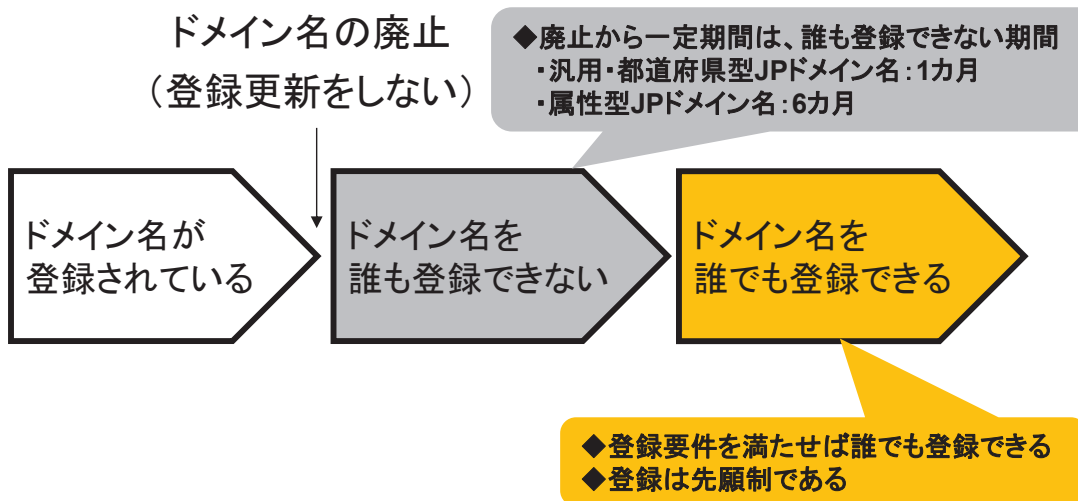 ドメイン名の廃止
（登録更新をしない）
◆廃止から一定期間は、誰も登録できない期間
・汎用・都道府県型JPドメイン名：1カ月
・属性型JPドメイン名：6カ月
ドメイン名が
登録されている
ドメイン名を
誰も登録できない
ドメイン名を
誰でも登録できる
◆登録要件を満たせば誰でも登録できる
◆登録は先願制である